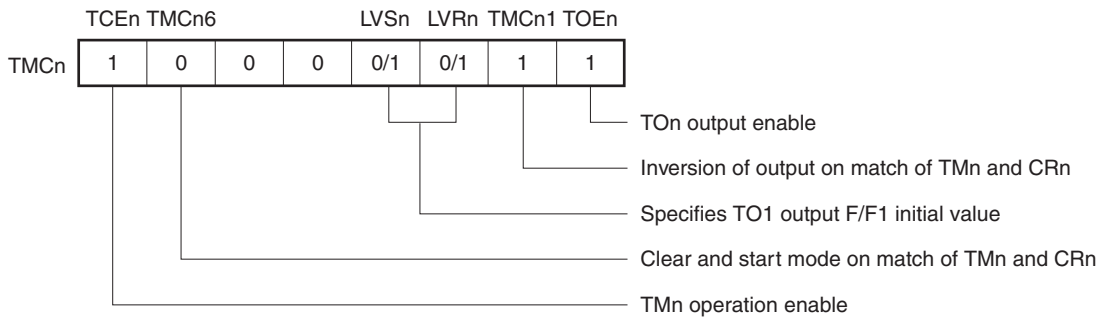 TCEn TMCn6 LVSn LVRn TMCn1 TOEn
TMCn 1 0 0 0 0/1 0/1 1 1
TOn output enable
Inversion of output on match of TMn and CRn
Specifies TO1 output F/F1 initial value
Clear and start mode on match of TMn and CRn
TMn operation enable